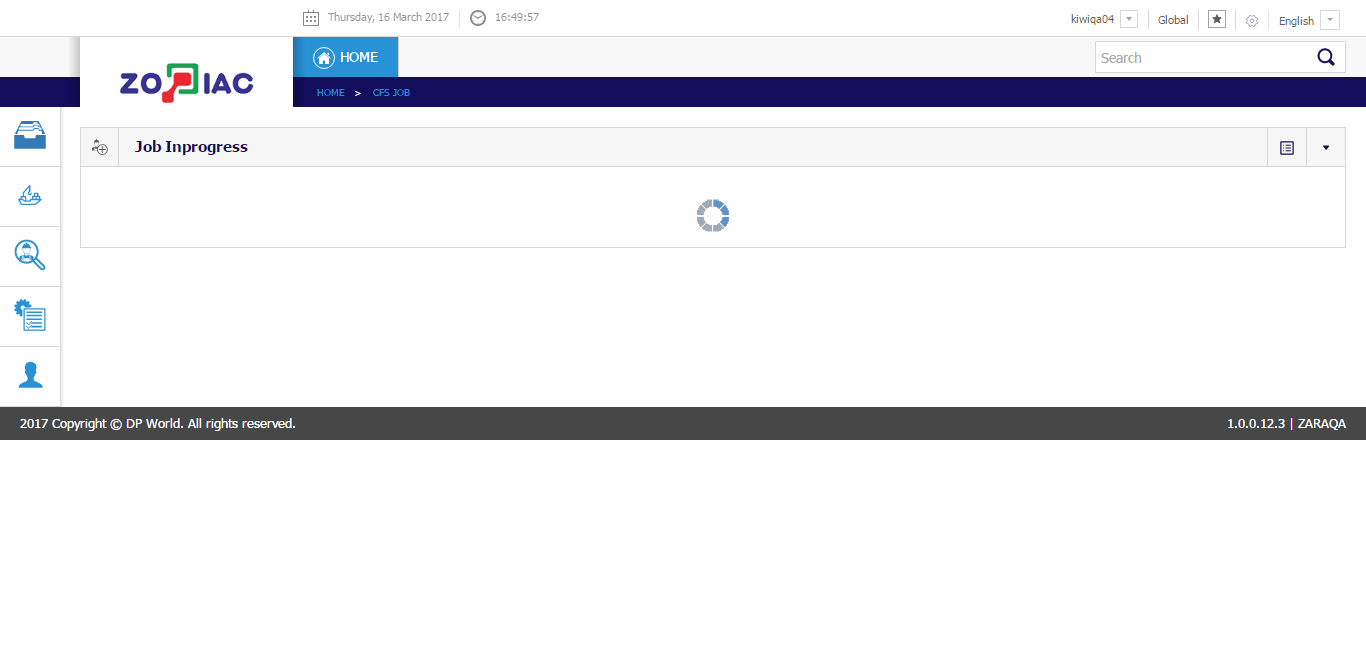 Thursday, 16 March 2017 16:49:57 kiwiqa04 Global English
HOME Search
ZODIAC
HOME > CFS JOB
Job Inprogress
2017 Copyright © DP World. All rights reserved. 1.0.0.12.3 | ZARAQA